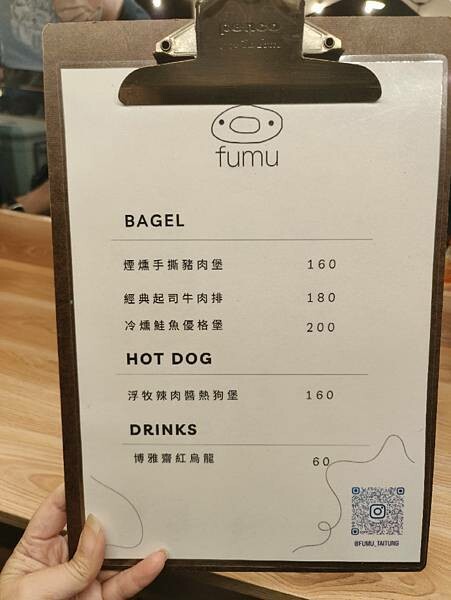 penco
fumu
BAGEL
煙燻手撕豬肉堡 160
經典起司牛肉排 180
冷燻鮭魚優格堡 200
HOT DOG
浮牧辣肉醬熱狗堡 160
DRINKS
博雅齋紅烏龍 60
@FUMU_TAITUNG